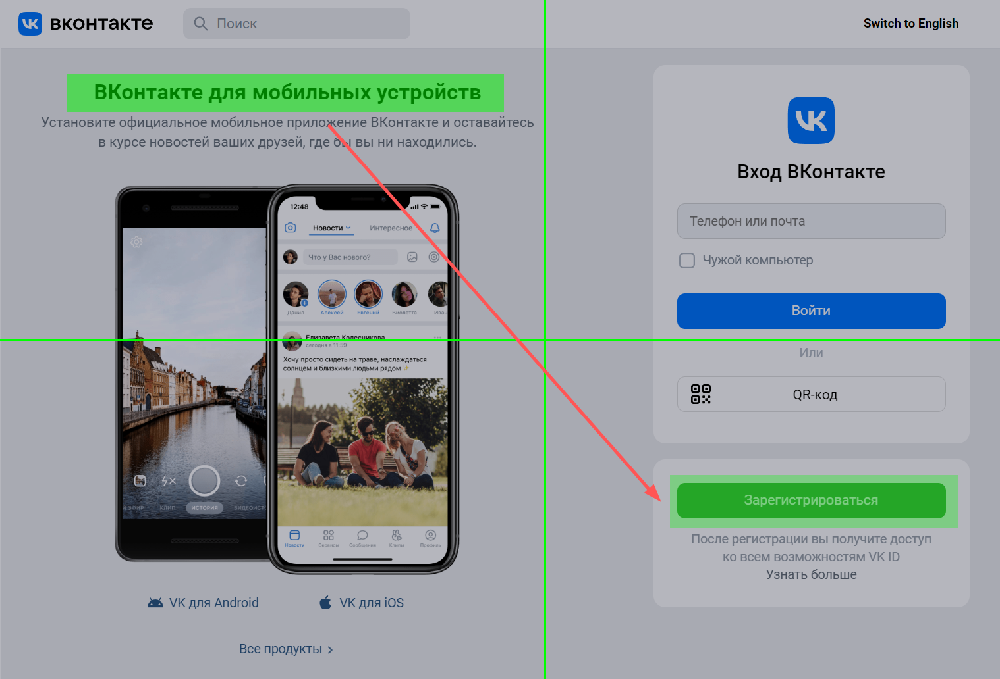 вконтакте
Поиск
Switch to English
ВКонтакте для мобильных устройств
Установите официальное мобильное приложение ВКонтакте и оставайтесь
в курсе новостей ваших друзей, где бы вы ни находились.
12:48
Новости
Интересное
Что у Вас нового?
Данил
Алексей
Евгений
Виолетта
Иван
Елизавета Колесникова
сегодня в 11:59
Хочу просто сидеть на траве, наслаждаться
солнцем и близкими людьми рядом ✨
ЭФИР
КЛИП
ИСТОРИЯ
ВИДЕОИСТО
Новости
Сервисы
Сообщения
Клипы
Профиль
VK для Android
VK для iOS
Все продукты
Вход ВКонтакте
Телефон или почта
Чужой компьютер
Войти
Или
QR-код
Зарегистрироваться
После регистрации вы получите доступ
ко всем возможностям VK ID
Узнать больше